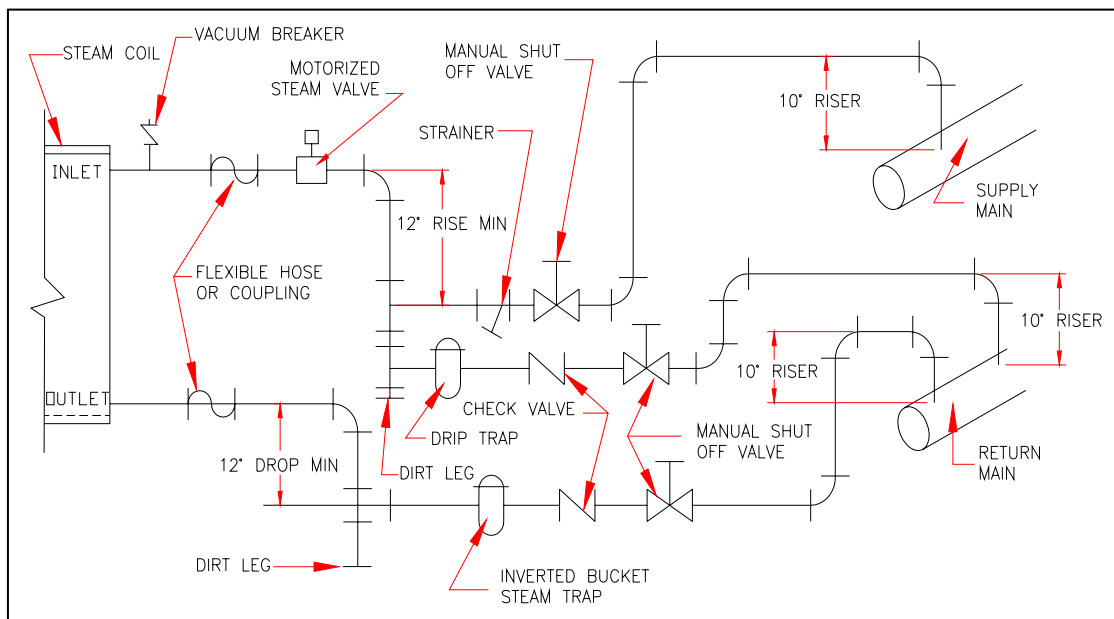 VACUUM BREAKER
STEAM COIL
MOTORIZED
STEAM VALVE
MANUAL SHUT
OFF VALVE
10° RISER
STRAINER
INLET
SUPPLY
MAIN
12° RISE MIN
FLEXIBLE HOSE
OR COUPLING
10° RISER
10° RISER
OUTLET
CHECK VALVE
DRIP TRAP
MANUAL SHUT
OFF VALVE
RETURN
MAIN
12° DROP MIN
DIRT LEG
DIRT LEG
INVERTED BUCKET
STEAM TRAP